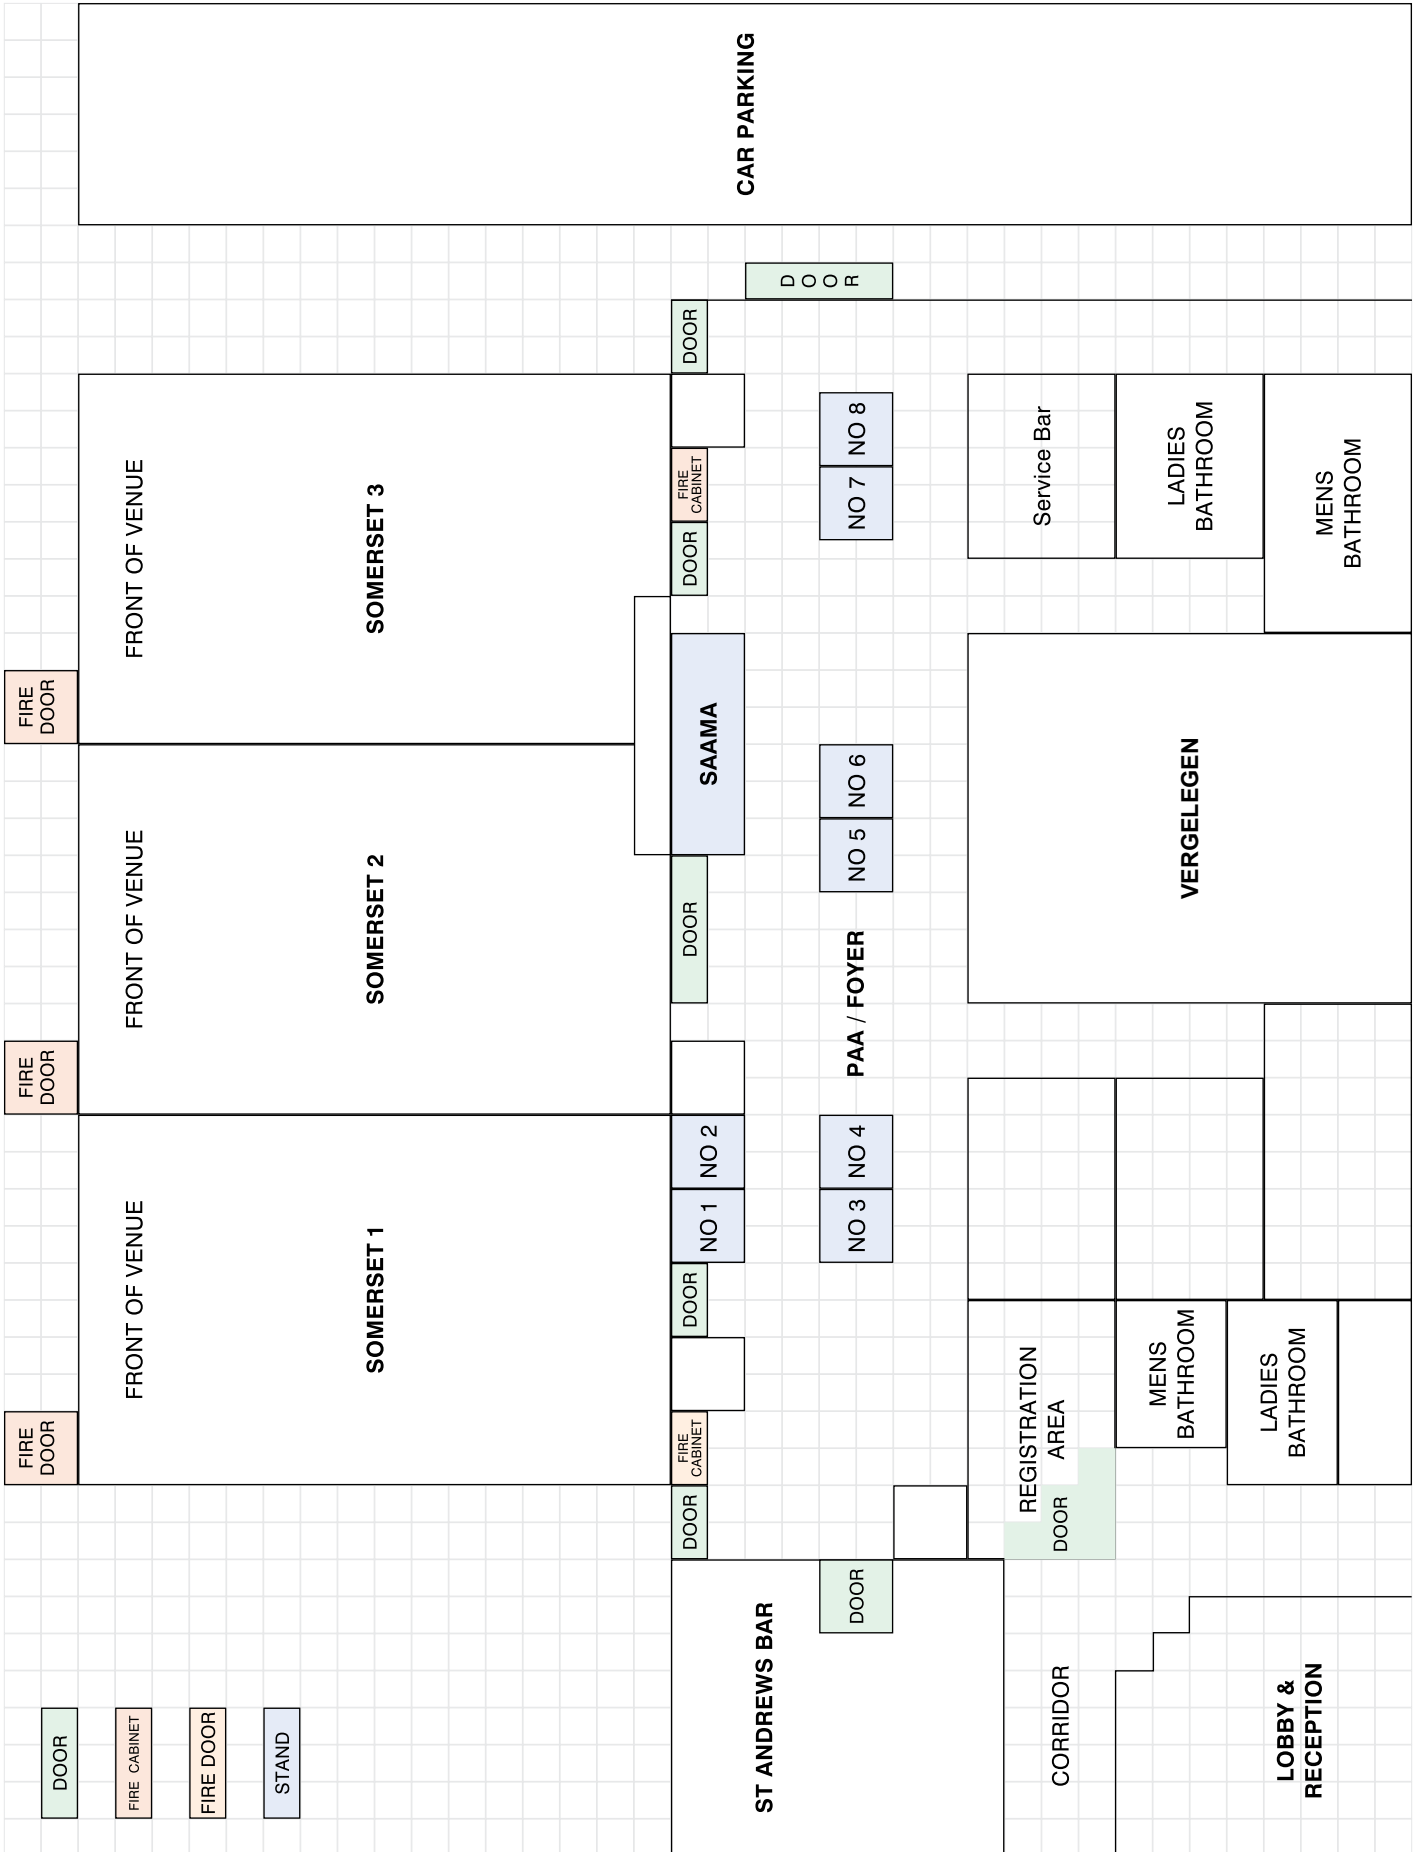 CAR PARKING
D
O
O
R
DOOR
FRONT OF VENUE
SOMERSET 3
FIRE
DOOR
FIRE
CABINET
DOOR
NO 8
NO 7
Service Bar
LADIES
BATHROOM
MENS
BATHROOM
SAAMA
NO 6
NO 5
VERGELEGEN
FRONT OF VENUE
SOMERSET 2
FIRE
DOOR
DOOR
PAA / FOYER
NO 2
NO 1
NO 4
NO 3
FRONT OF VENUE
SOMERSET 1
FIRE
DOOR
DOOR
FIRE
CABINET
DOOR
REGISTRATION
AREA
DOOR
MENS
BATHROOM
LADIES
BATHROOM
DOOR
ST ANDREWS BAR
CORRIDOR
LOBBY &
RECEPTION
DOOR
FIRE CABINET
FIRE DOOR
STAND